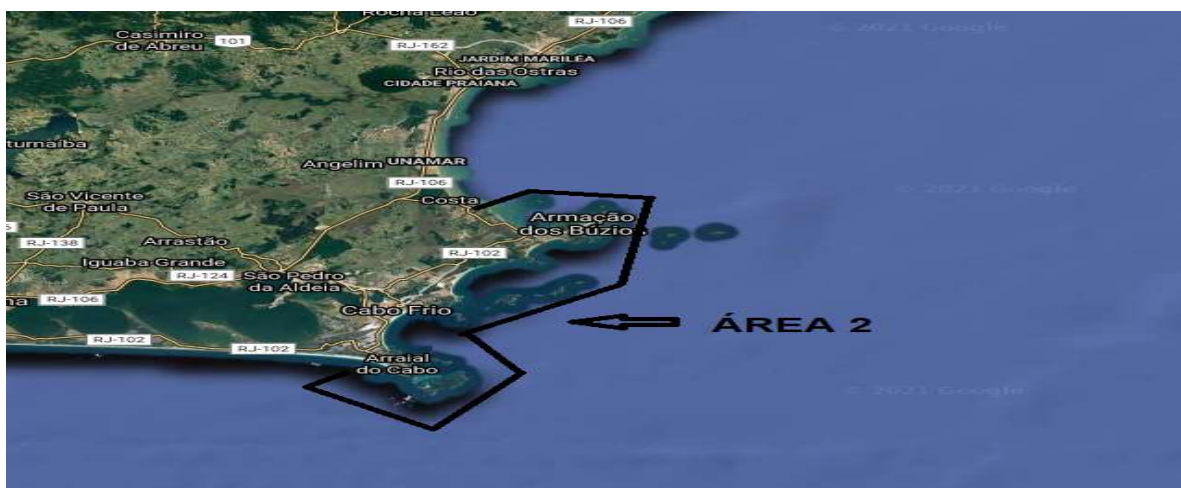 Rocha Leão
RJ-106
© 2021 Google
Casimiro
de Abreu
101
RJ-162
JARDIM MARILÉA
Rio das Ostras
CIDADE PRAIANA
turnaíba
Angelim
UNAMAR
RJ-106
© 2021 Google
São Vicente
de Paula
Costa
Armação
dos Búzios
RJ-138
Arrastão
RJ-102
Iguaba Grande
RJ-124
São Pedro
da Aldeia
RJ-106
Cabo Frio
ÁREA 2
RJ-102
RJ-102
Arraial
do Cabo
© 2021 Google